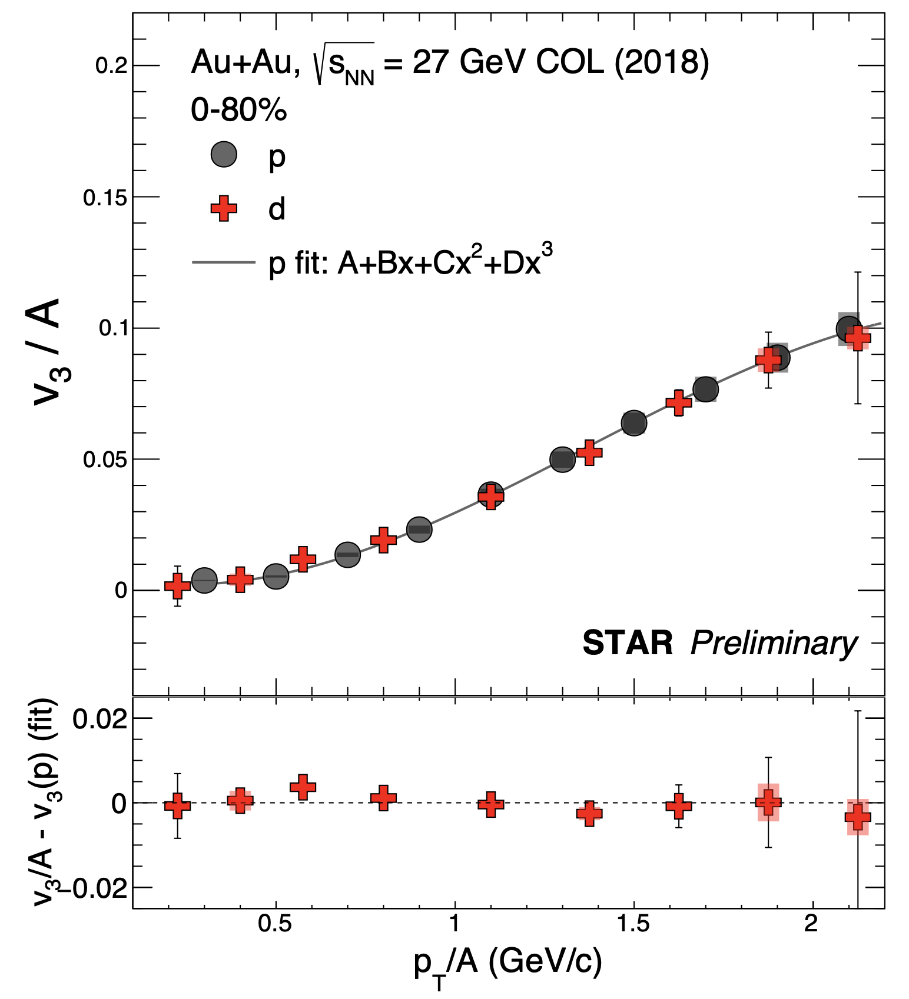 Au+Au, √sNN = 27 GeV COL (2018)
0-80%
p
d
p fit: A+Bx+Cx²+Dx³
0.2
0.15
0.1
0.05
0
v₃ / A
STAR Preliminary
0.02
0
−0.02
v₃/A - v₃(p) (fit)
0.5 1 1.5 2
p_T/A (GeV/c)